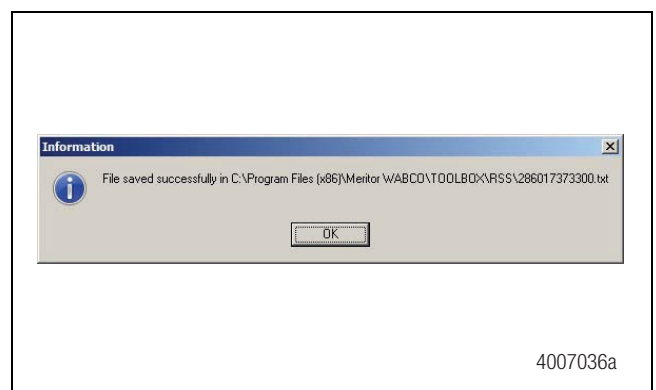 Information
File saved successfully in C:\Program Files (x86)\Meritor WABCO\TOOLBOX\RSS\286017373300.txt
OK
4007036a